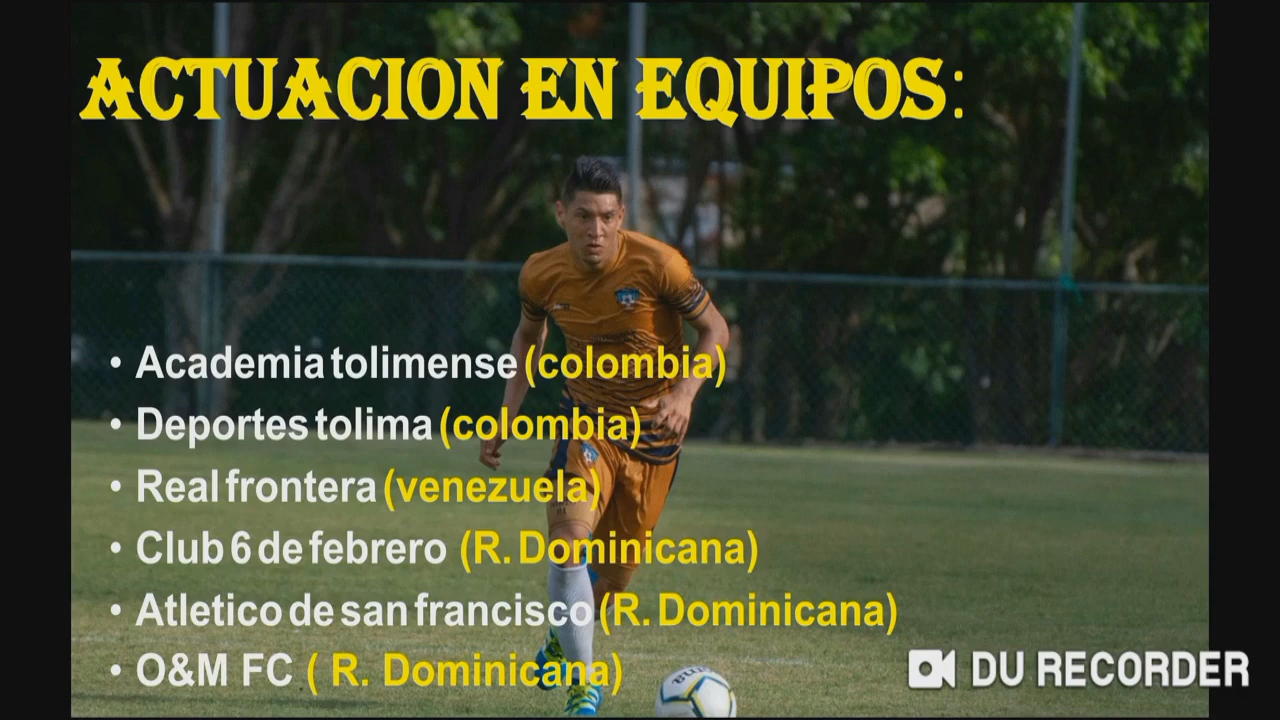 ACTUACION EN EQUIPOS:
• Academia tolimense (colombia)
• Deportes tolima (colombia)
• Real frontera (venezuela)
• Club 6 de febrero (R. Dominicana)
• Atletico de san francisco (R. Dominicana)
• O&M FC ( R. Dominicana)
DU RECORDER